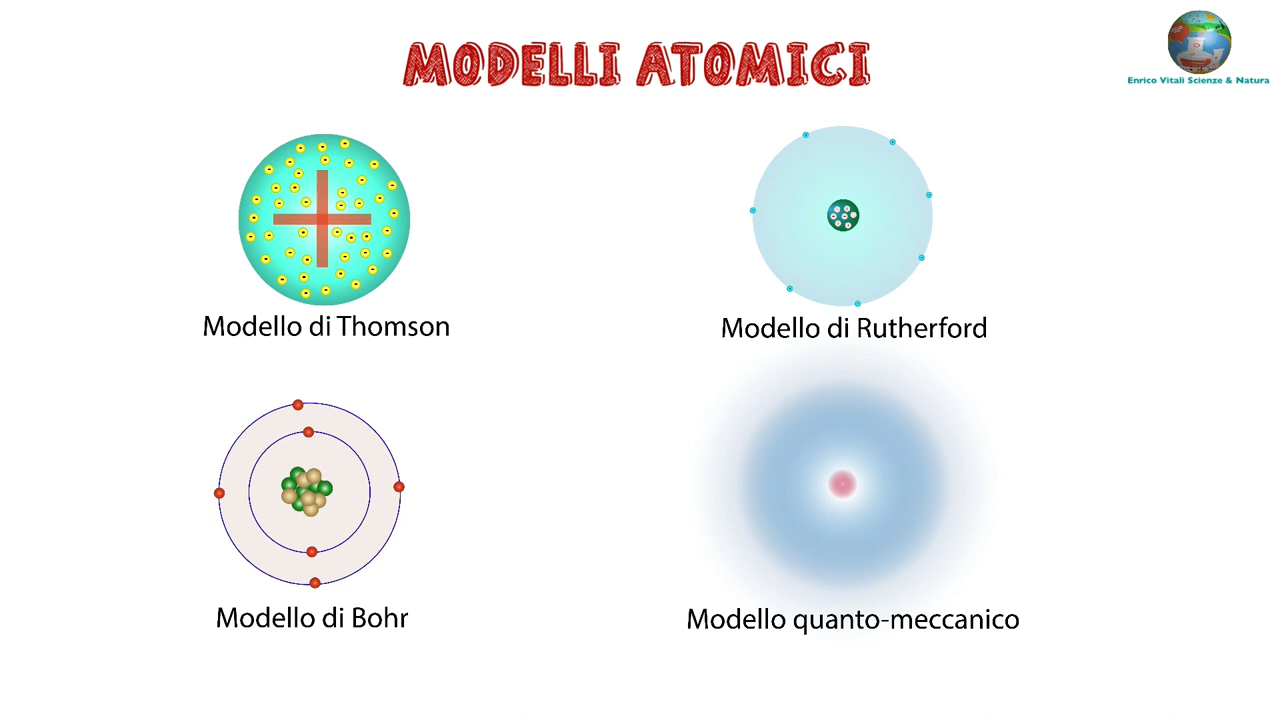 MODELLI ATOMICI
Enrico Vitali Scienze & Natura
Modello di Thomson
Modello di Rutherford
Modello di Bohr
Modello quanto-meccanico